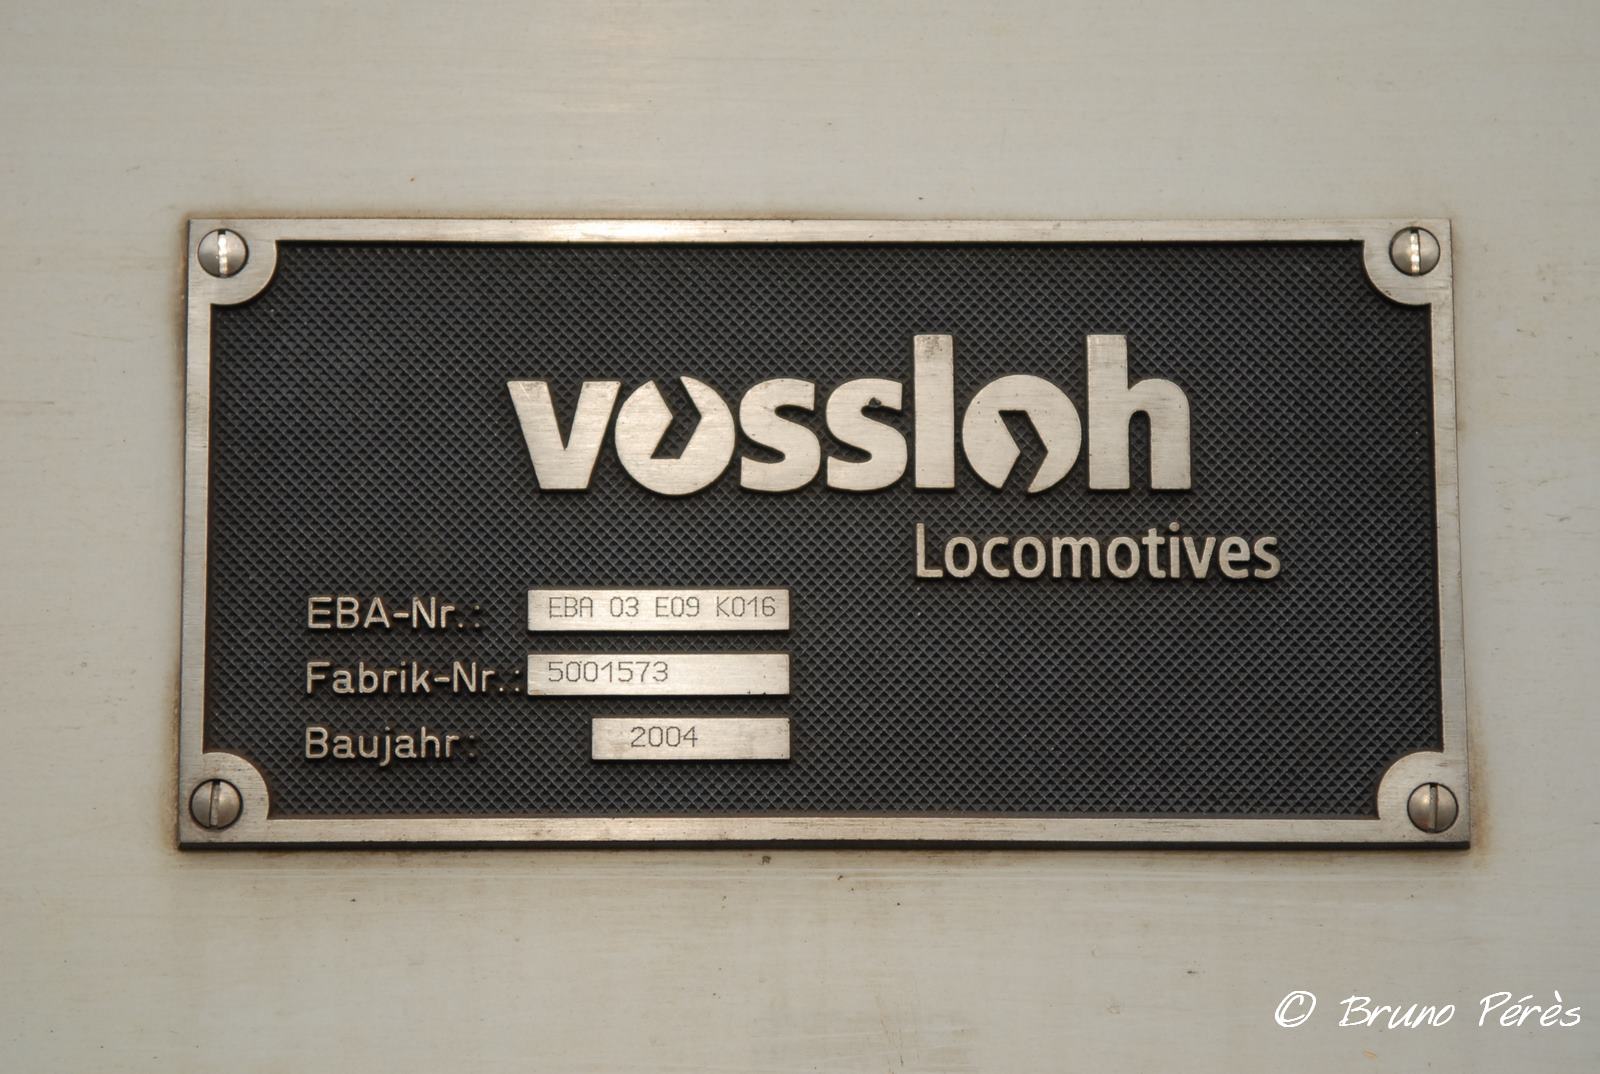 vossloh
Locomotives
EBA-Nr.: EBA 03 E09 K016
Fabrik-Nr.: 5001573
Baujahr: 2004
© Bruno Pérès